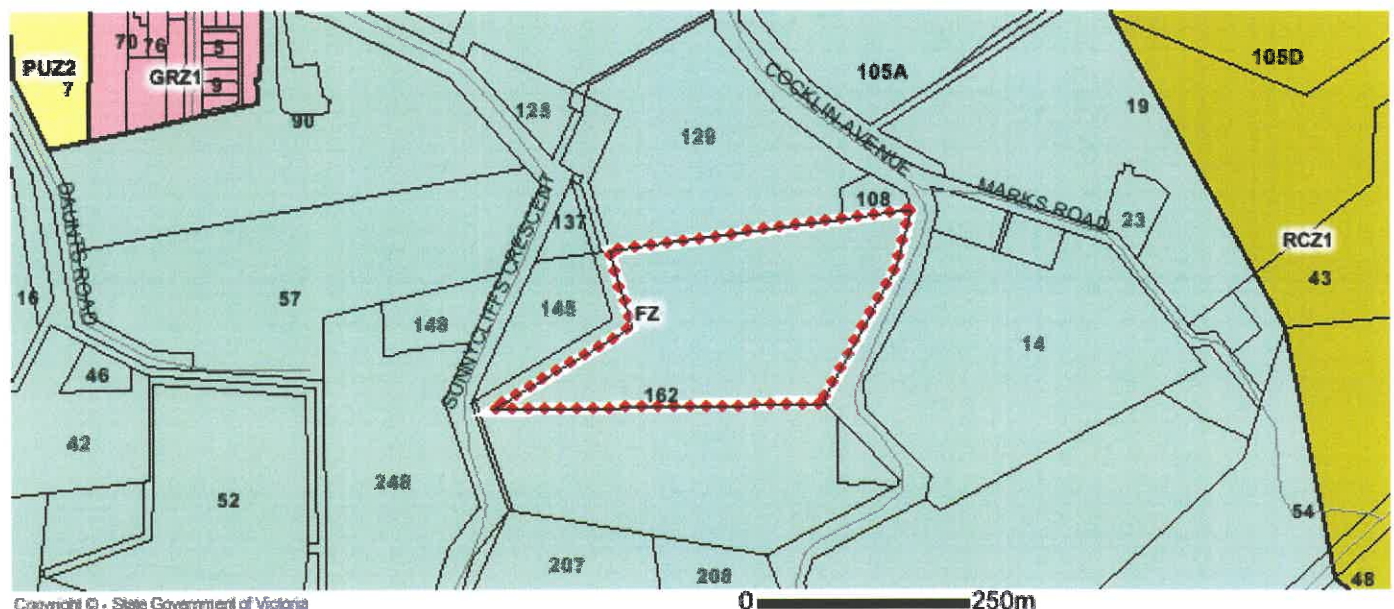 PUZ2
7
70 76
GRZ1
5
9
90
125
129
COCKLIN AVENUE
105A
19
105D
DAUNTS ROAD
137
108
MARKS ROAD
23
RCZ1
43
16
57
SUNNYCLIFFS CRESCENT
149
145
FZ
14
46
162
42
52
248
54
207
208
48
Copyright © - State Government of Victoria
0 250m